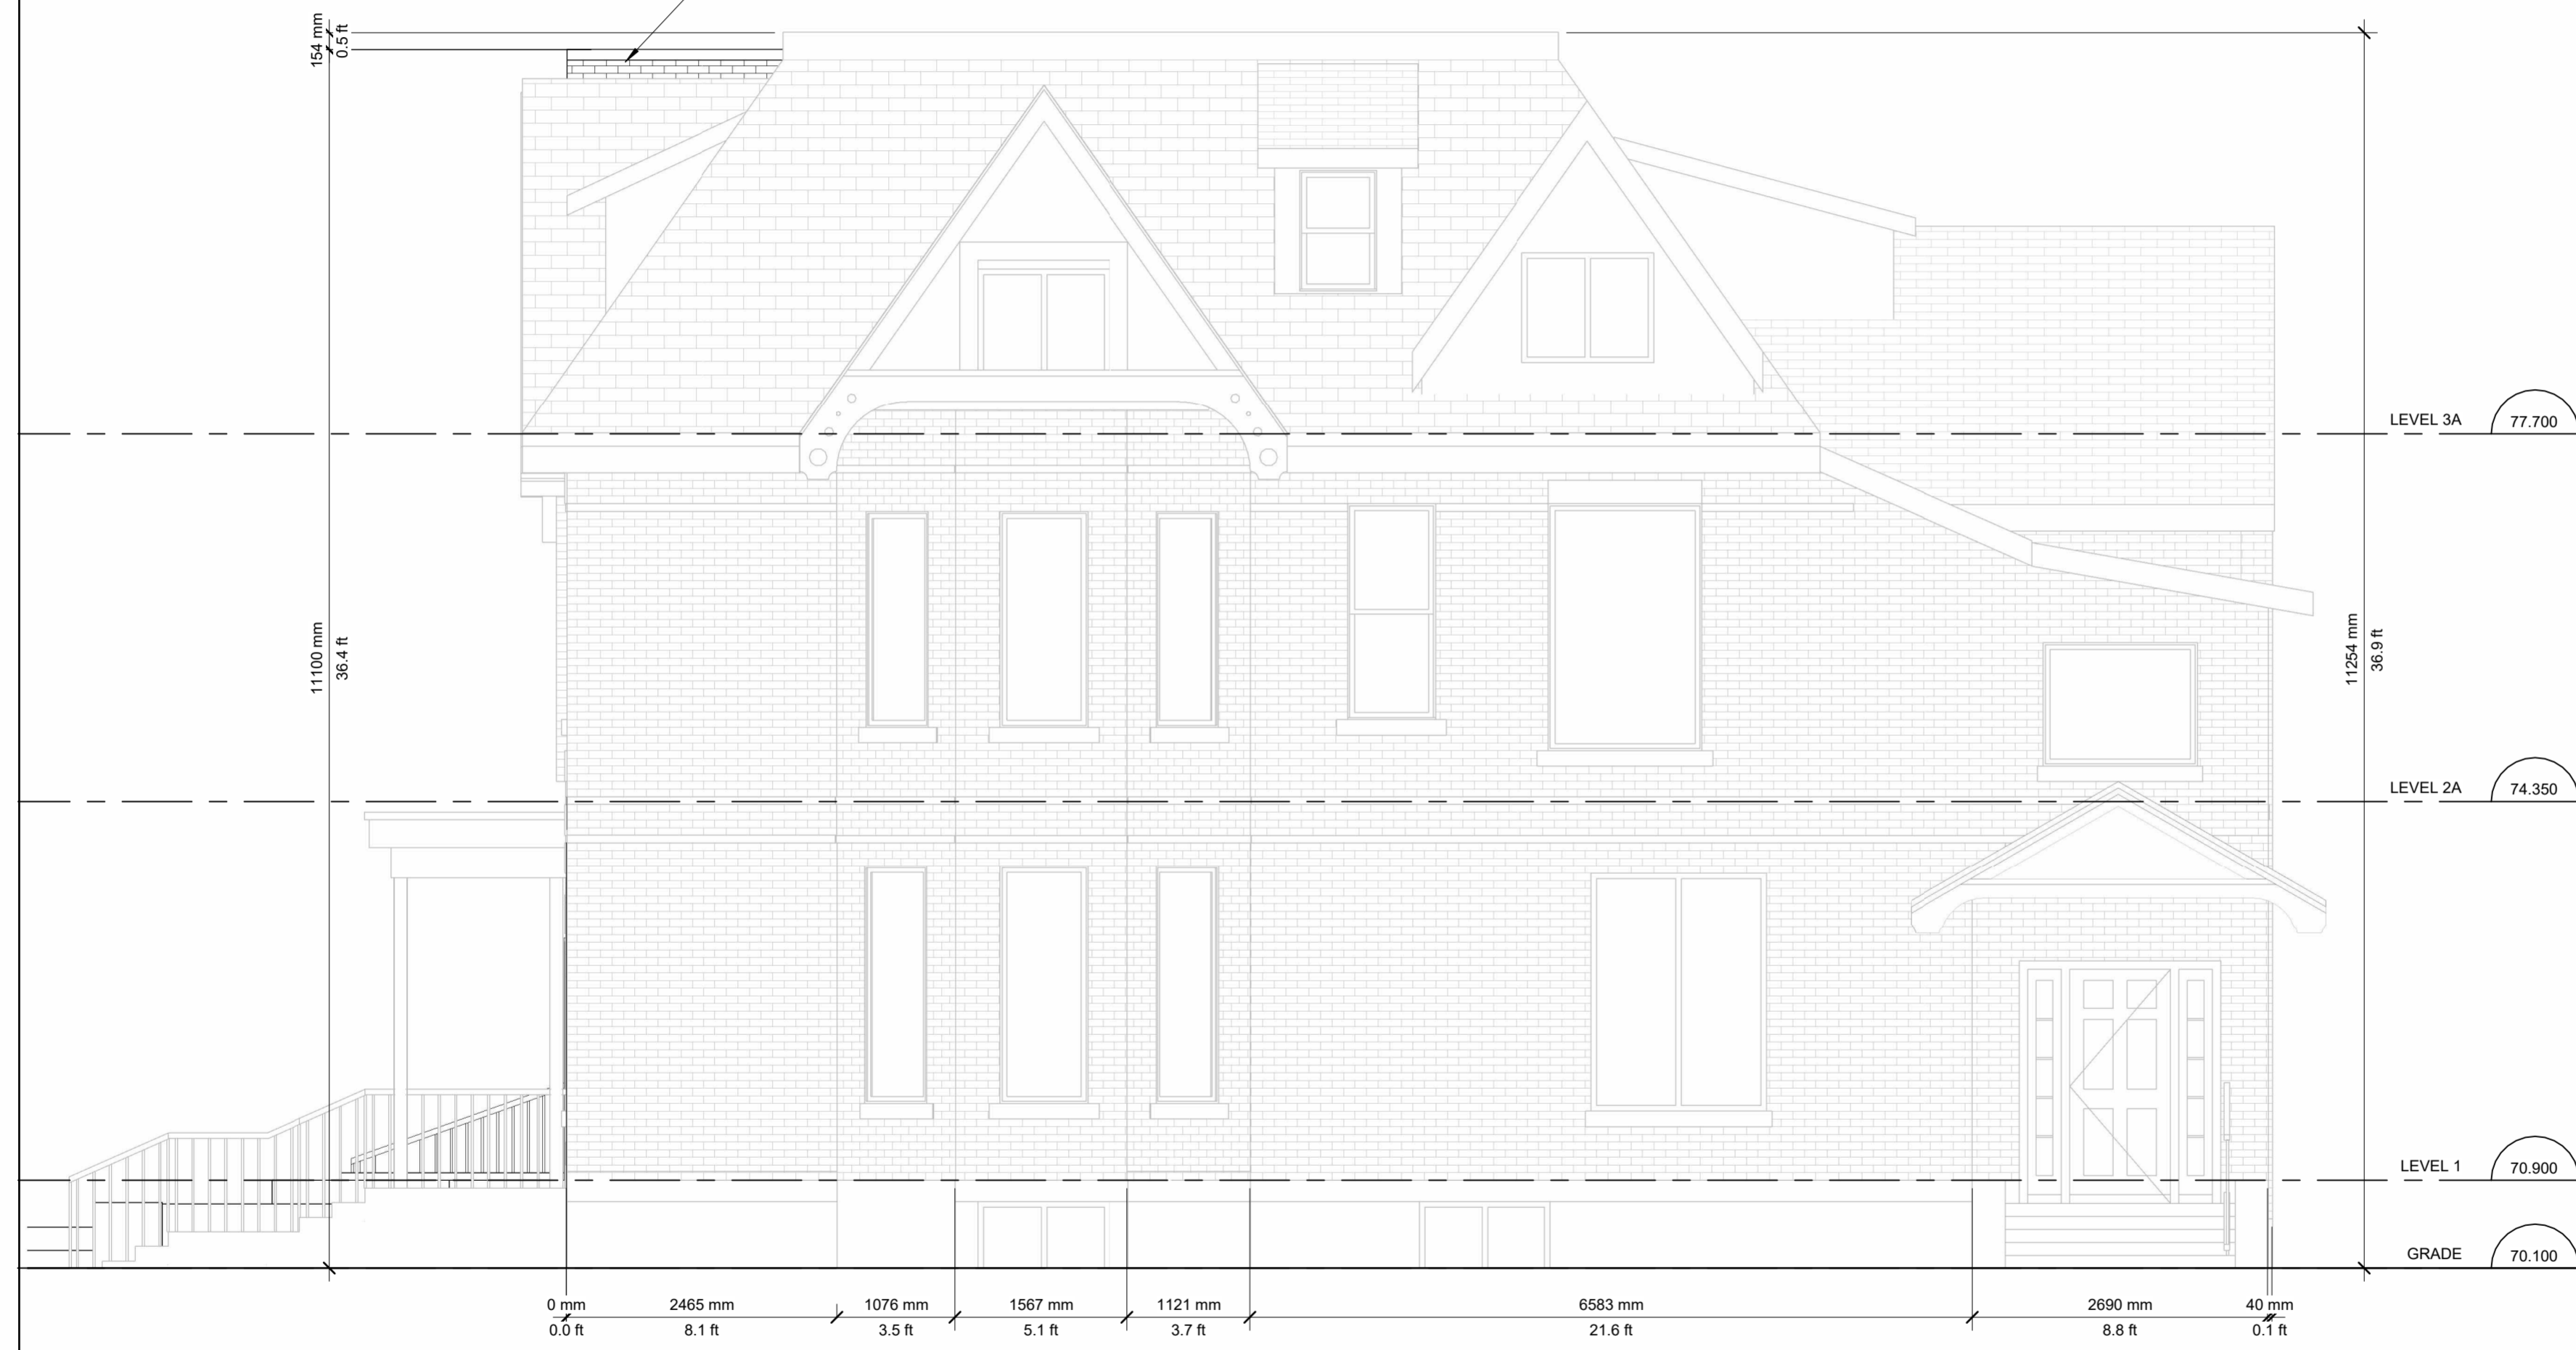 154 mm
0.5 ft
11100 mm
36.4 ft
11254 mm
36.9 ft
LEVEL 3A 77.700
LEVEL 2A 74.350
LEVEL 1 70.900
GRADE 70.100
0 mm 2465 mm 1076 mm 1567 mm 1121 mm 6583 mm 2690 mm 40 mm
0.0 ft 8.1 ft 3.5 ft 5.1 ft 3.7 ft 21.6 ft 8.8 ft 0.1 ft